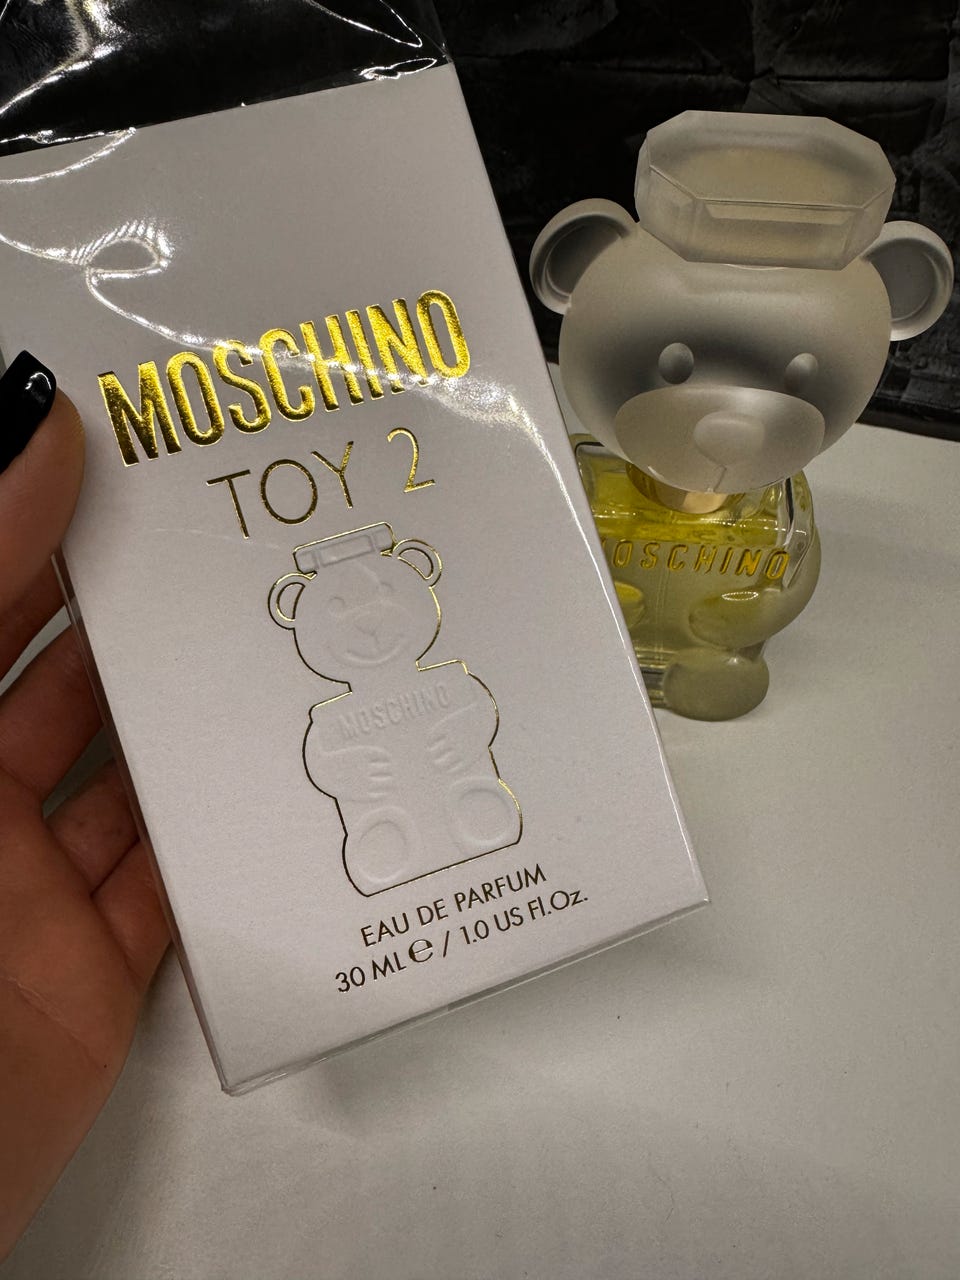 MOSCHINO
TOY 2
MOSCHINO
EAU DE PARFUM
30 ML ℮ / 1.0 US Fl.Oz.
MOSCHINO